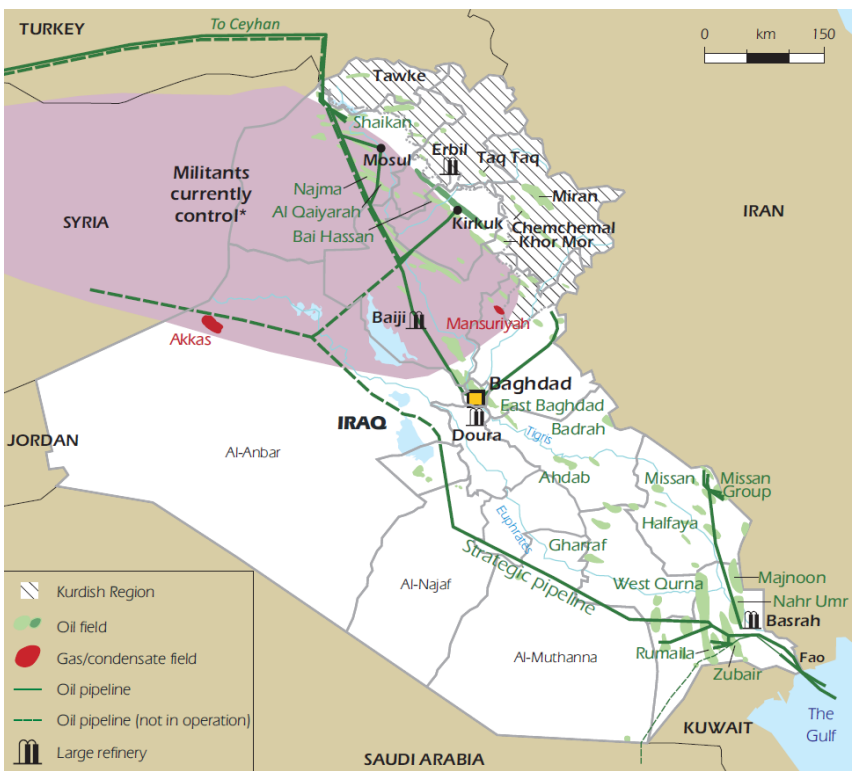 TURKEY
To Ceyhan
0 km 150
Tawke
Shaikan
Erbil
Taq Taq
Mosul
Militants
currently
control*
Najma
Miran
Al Qaiyarah
SYRIA
IRAN
Kirkuk
Chemchemal
Bai Hassan
Khor Mor
Baiji
Mansuriyah
Akkas
Baghdad
East Baghdad
IRAQ
Badrah
Doura
Tigris
JORDAN
Al-Anbar
Ahdab
Missan
Missan
Group
Halfaya
Euphrates
Gharraf
Strategic pipeline
Al-Najaf
West Qurna
Majnoon
Nahr Umr
Basrah
Al-Muthanna
Rumaila
Fao
Zubair
The
Gulf
KUWAIT
SAUDI ARABIA
Kurdish Region
Oil field
Gas/condensate field
Oil pipeline
Oil pipeline (not in operation)
Large refinery